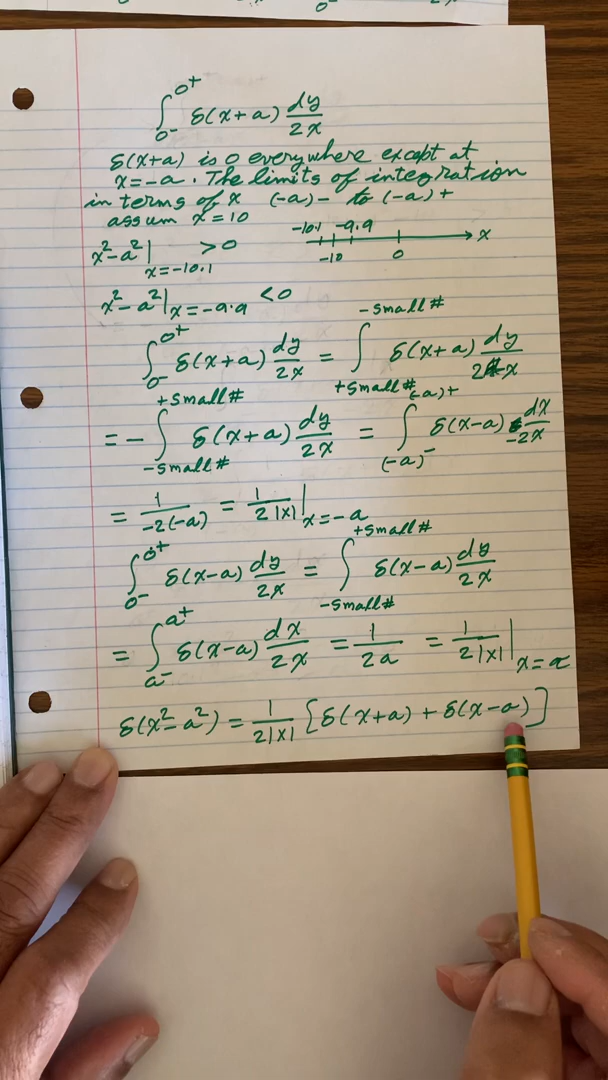 ∫_{0-}^{0+} δ(x+a) dy/2x
δ(x+a) is 0 everywhere except at
x=-a. The limits of integration
in terms of x (-a)- to (-a)+
assum x=10
x²-a²|_{x=-10.1} >0 -10.1 -9.9 -10 0 x
x²-a²|_{x=-9.9} <0
∫_{0-}^{0+} δ(x+a) dy/2x = ∫_{+small#}^{-small#} δ(x+a) dy/2x
= -∫_{-small#}^{+small#} δ(x+a) dy/2x = ∫_{(-a)-}^{(-a)+} δ(x-a) dx/-2x
= 1/-2(-a) = 1/2|x| |_{x=-a}
∫_{0-}^{0+} δ(x-a) dy/2x = ∫_{-small#}^{+small#} δ(x-a) dy/2x
= ∫_{a-}^{a+} δ(x-a) dx/2x = 1/2a = 1/2|x| |_{x=a}
δ(x²-a²) = 1/2|x| [δ(x+a) + δ(x-a)]